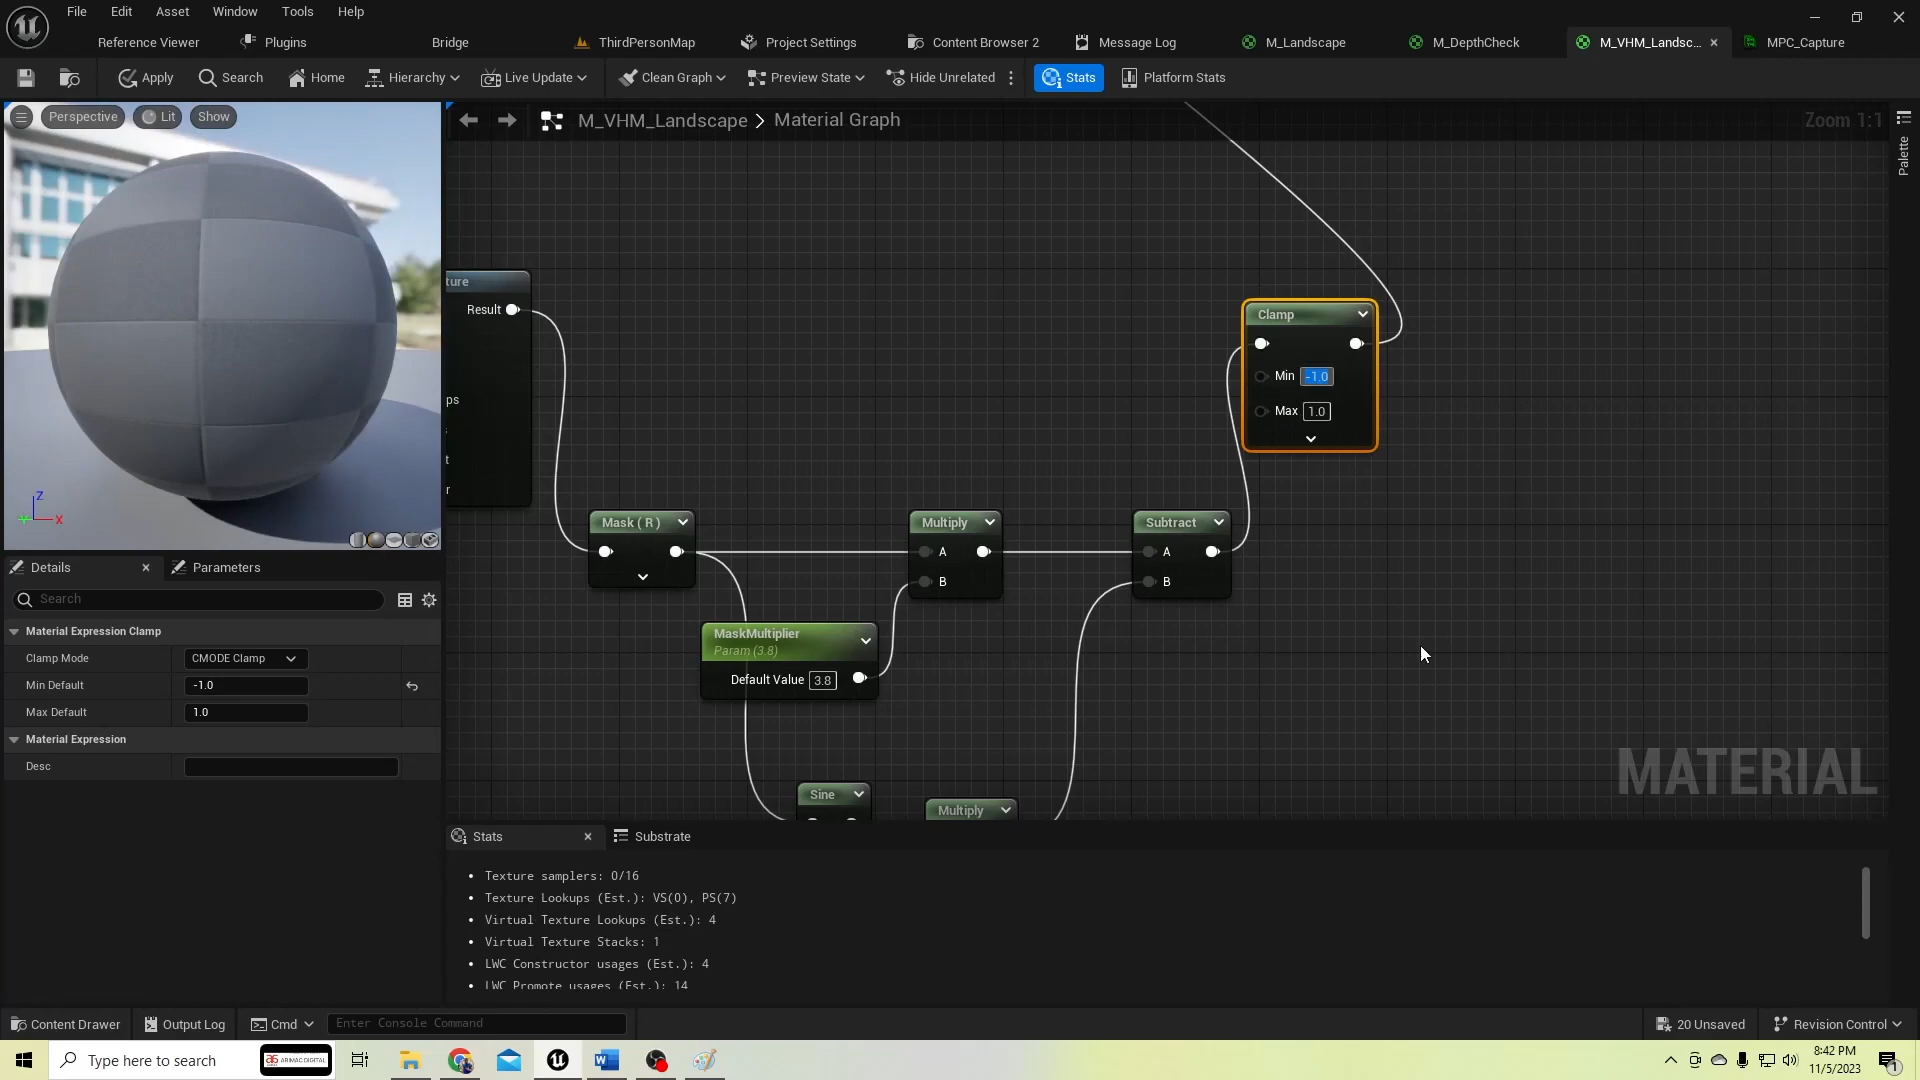 File Edit Asset Window Tools Help
Reference Viewer Plugins Bridge ThirdPersonMap Project Settings Content Browser 2 Message Log M_Landscape M_DepthCheck M_VHM_Landsc... MPC_Capture
Apply Search Home Hierarchy Live Update Clean Graph Preview State Hide Unrelated Stats Platform Stats
Perspective Lit Show
M_VHM_Landscape > Material Graph
Zoom 1:1
Palette
ture
Result
ps
t
r
Clamp
Min -1.0
Max 1.0
Mask ( R )
Multiply
A
B
Subtract
A
B
MaskMultiplier
Param (3.8)
Default Value 3.8
Sine
Multiply
MATERIAL
Z
X
Details Parameters
Search
Material Expression Clamp
Clamp Mode CMODE Clamp
Min Default -1.0
Max Default 1.0
Material Expression
Desc
Stats Substrate
• Texture samplers: 0/16
• Texture Lookups (Est.): VS(0), PS(7)
• Virtual Texture Lookups (Est.): 4
• Virtual Texture Stacks: 1
• LWC Constructor usages (Est.): 4
• LWC Promote usages (Est.): 14
Content Drawer Output Log Cmd Enter Console Command 20 Unsaved Revision Control
Type here to search ARIMAC DIGITAL
8:42 PM
11/5/2023
1